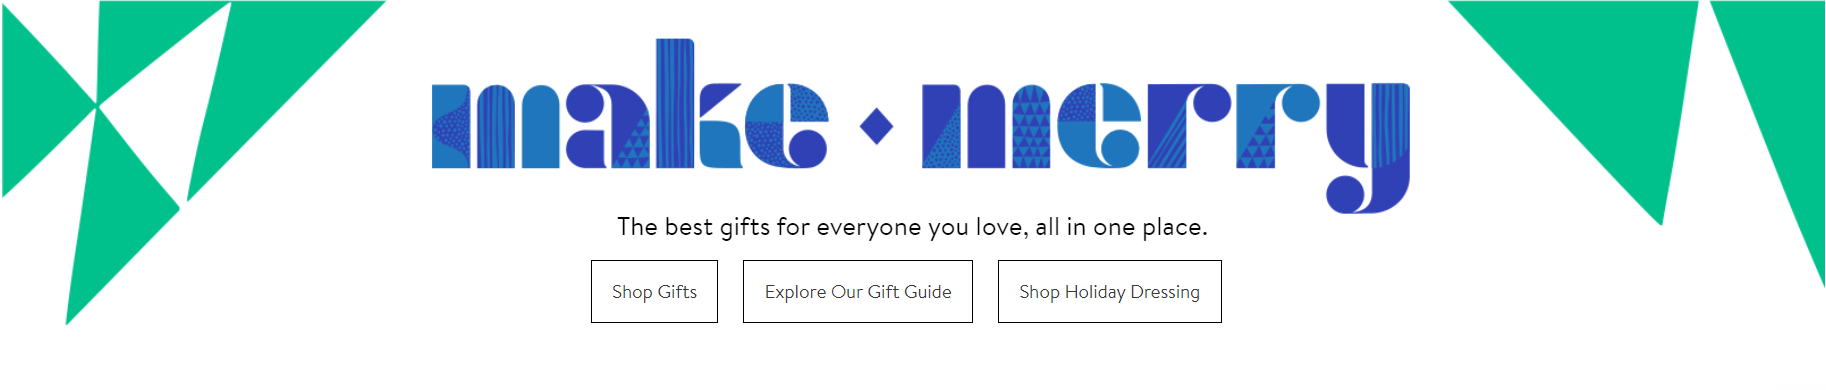 make ♦ merry
The best gifts for everyone you love, all in one place.
Shop Gifts
Explore Our Gift Guide
Shop Holiday Dressing